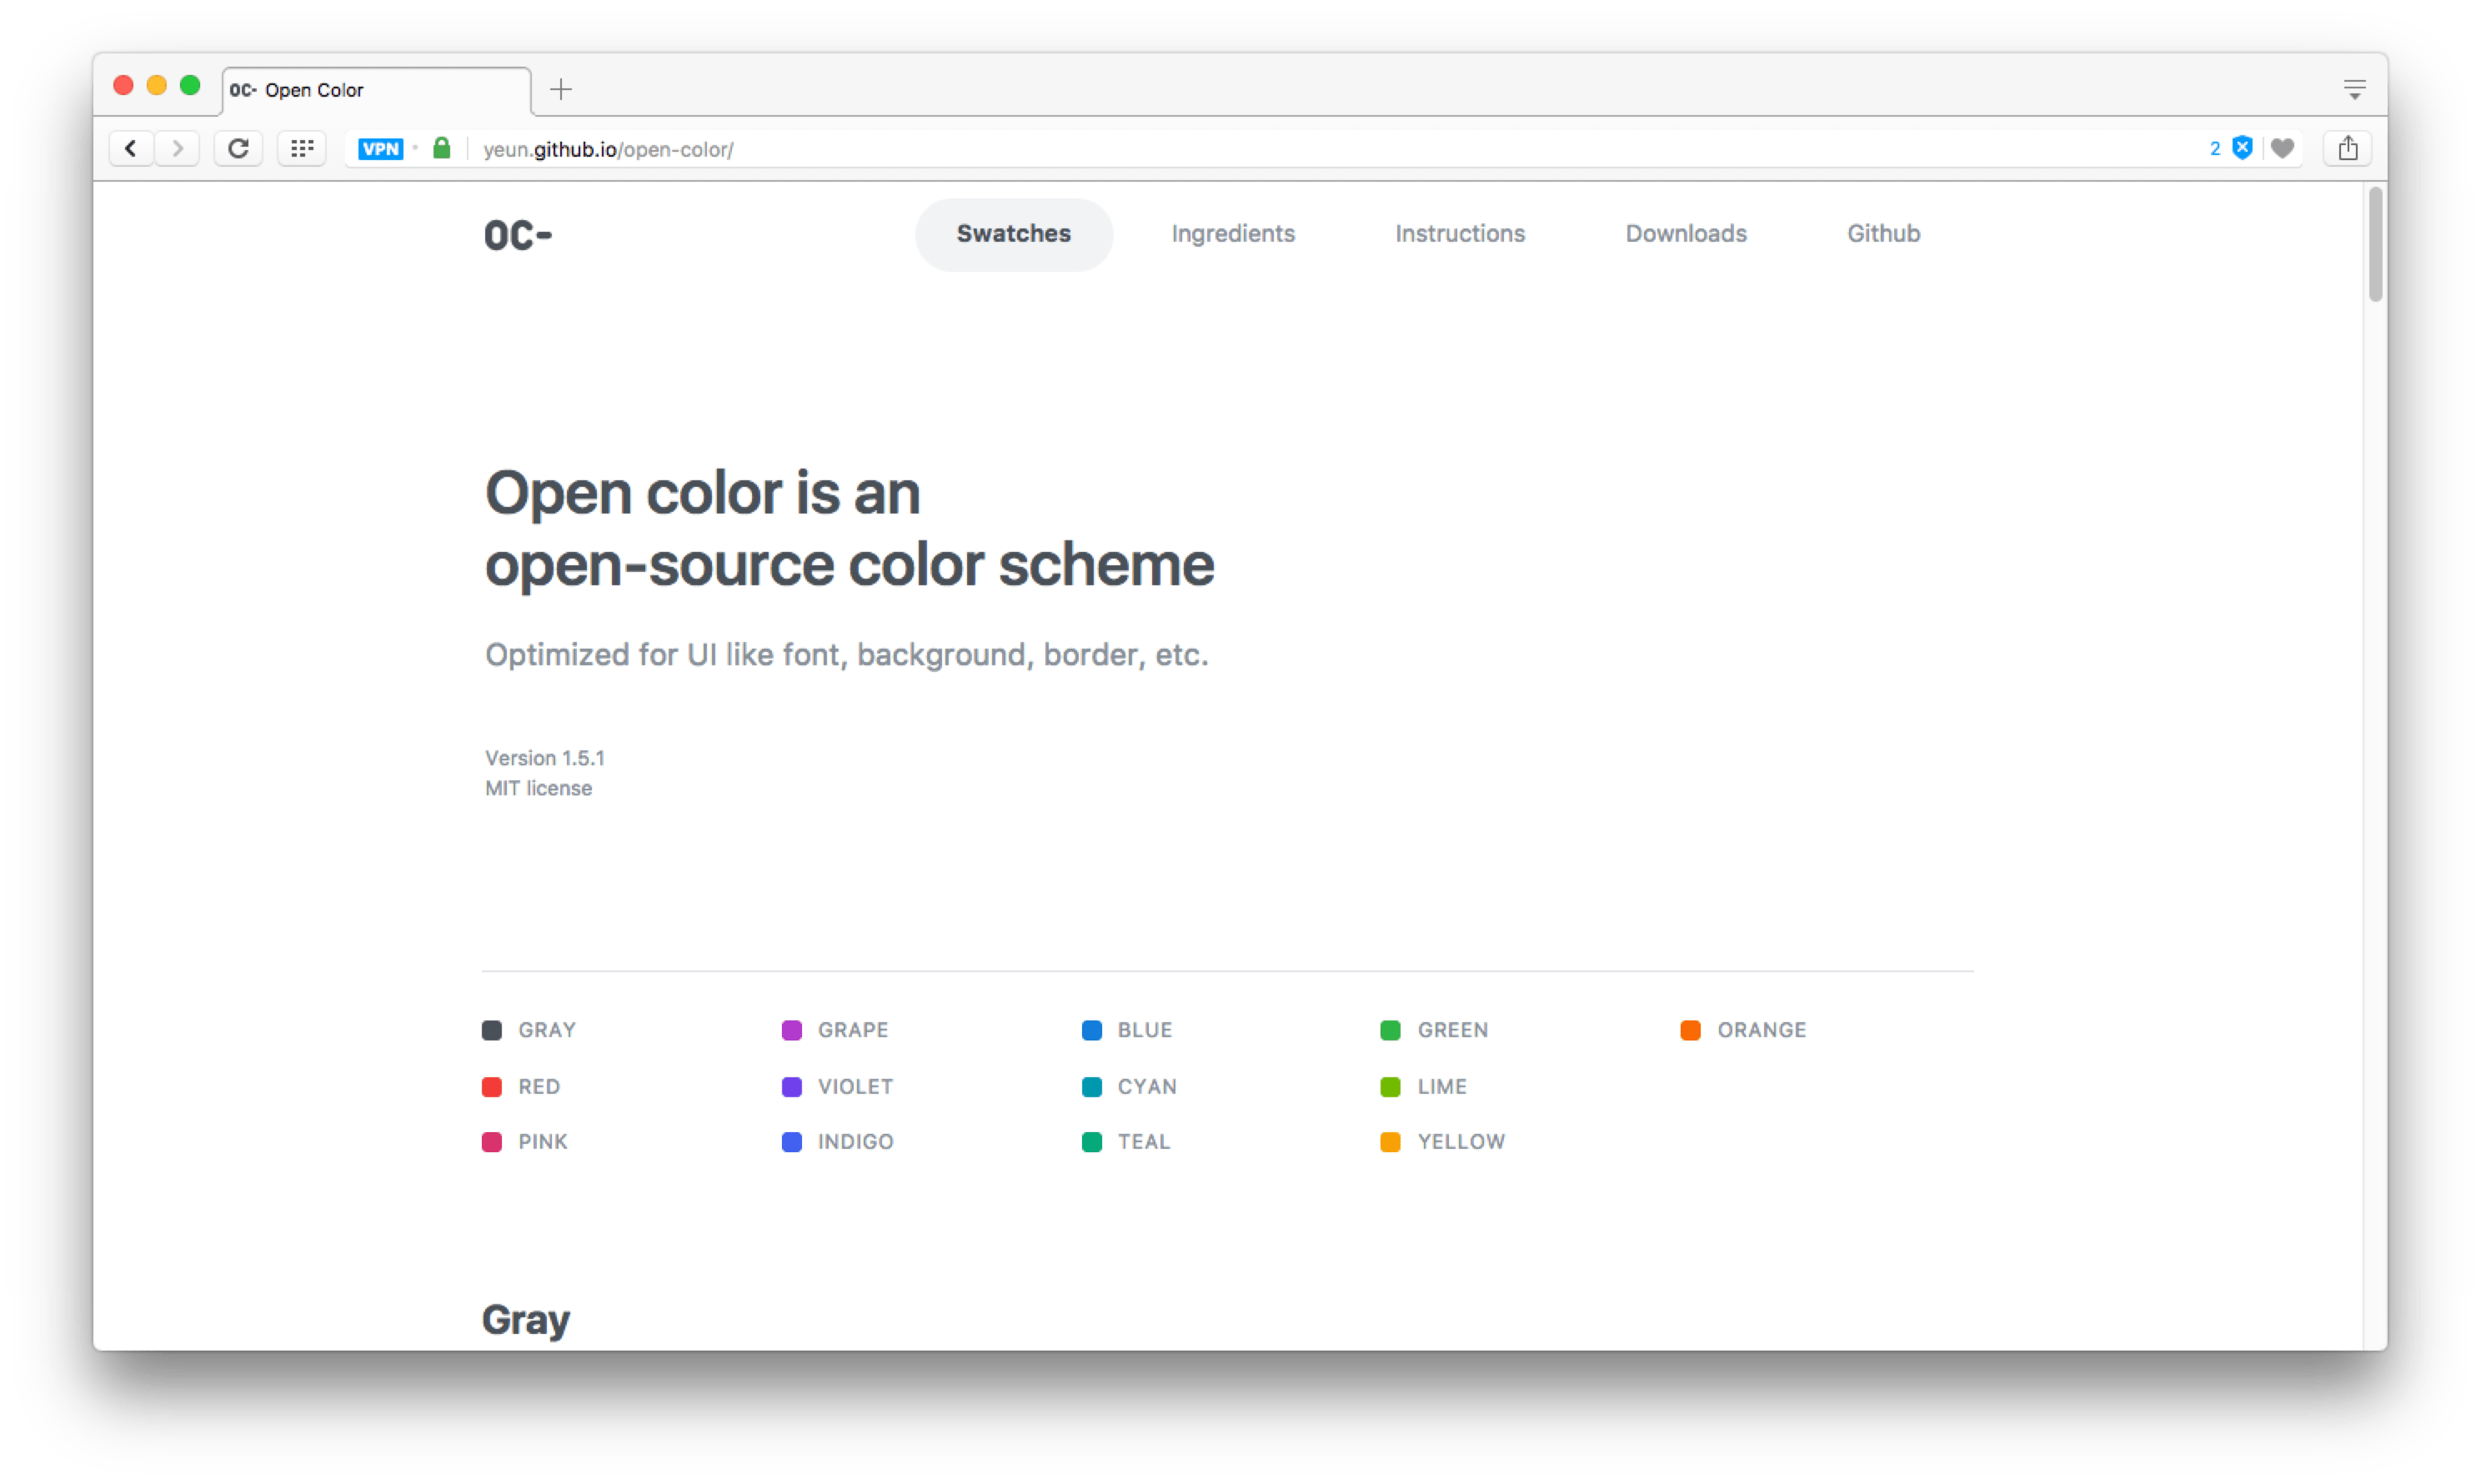 OC- Open Color
VPN yeun.github.io/open-color/ 2
OC- Swatches Ingredients Instructions Downloads Github
Open color is an
open-source color scheme
Optimized for UI like font, background, border, etc.
Version 1.5.1
MIT license
GRAY GRAPE BLUE GREEN ORANGE
RED VIOLET CYAN LIME
PINK INDIGO TEAL YELLOW
Gray